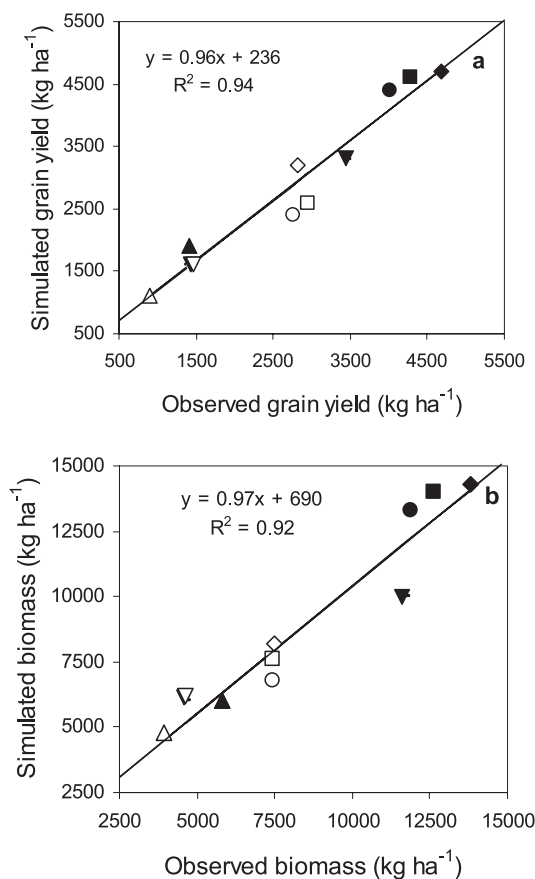 5500
4500
3500
2500
1500
500
Simulated grain yield (kg ha-1)
y = 0.96x + 236
R2 = 0.94
a
500 1500 2500 3500 4500 5500
Observed grain yield (kg ha-1)
15000
12500
10000
7500
5000
2500
Simulated biomass (kg ha-1)
y = 0.97x + 690
R2 = 0.92
b
2500 5000 7500 10000 12500 15000
Observed biomass (kg ha-1)